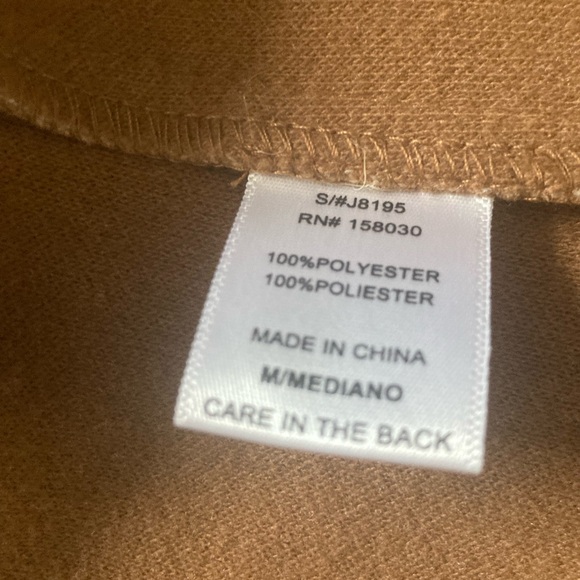 S/#J8195
RN# 158030
100%POLYESTER
100%POLIESTER
MADE IN CHINA
M/MEDIANO
CARE IN THE BACK